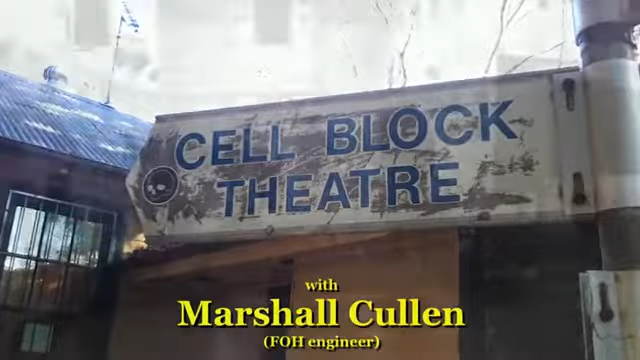 CELL BLOCK
THEATRE
with
Marshall Cullen
(FOH engineer)